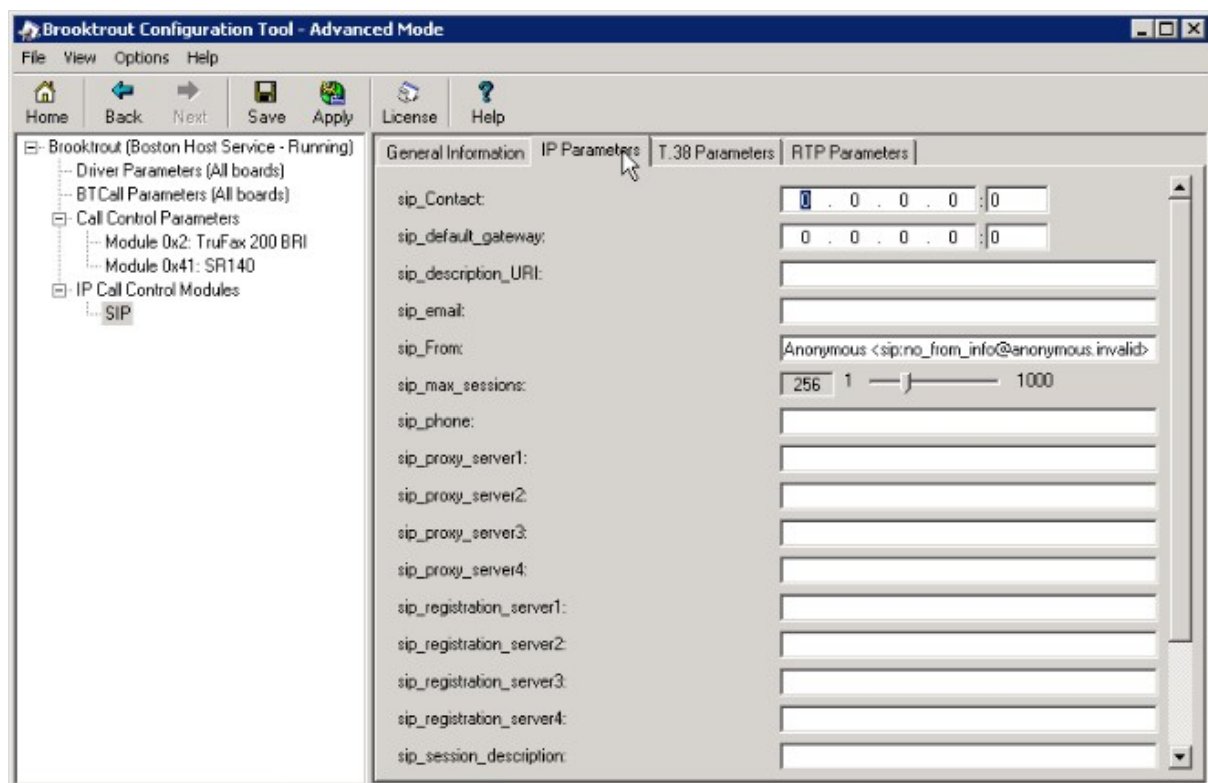 Brooktrout Configuration Tool - Advanced Mode
File View Options Help
Home Back Next Save Apply License Help
Brooktrout (Boston Host Service - Running)
Driver Parameters (All boards)
BTCall Parameters (All boards)
Call Control Parameters
Module 0x2: TruFax 200 BRI
Module 0x41: SR140
IP Call Control Modules
SIP
General Information IP Parameters T.38 Parameters RTP Parameters
sip_Contact: 0 . 0 . 0 . 0 : 0
sip_default_gateway: 0 . 0 . 0 . 0 : 0
sip_description_URI:
sip_email:
sip_From: Anonymous <sip:no_from_info@anonymous.invalid>
sip_max_sessions: 256 1 1000
sip_phone:
sip_proxy_server1:
sip_proxy_server2:
sip_proxy_server3:
sip_proxy_server4:
sip_registration_server1:
sip_registration_server2:
sip_registration_server3:
sip_registration_server4:
sip_session_description: